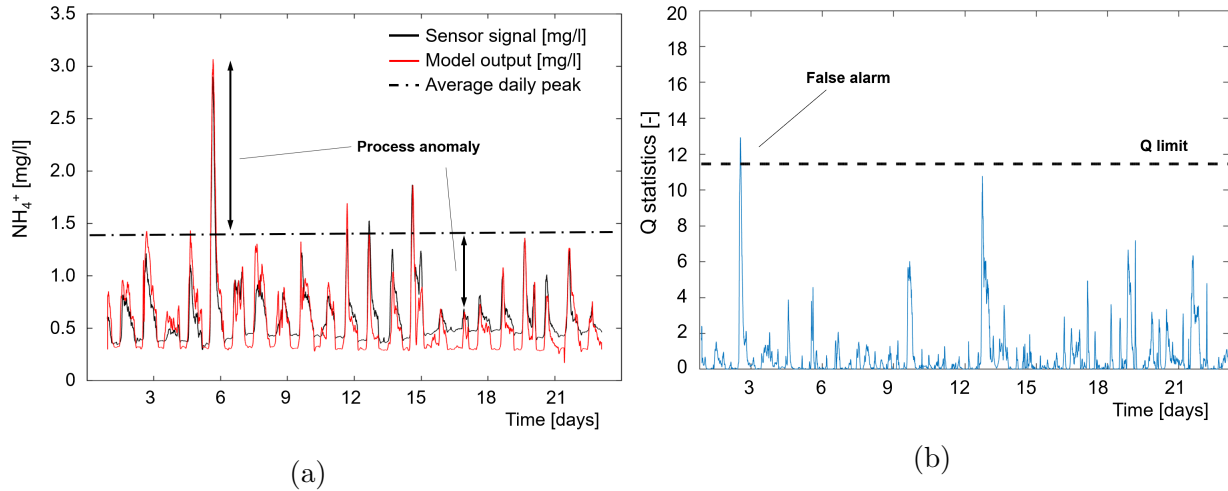 3.5
3.0
2.5
2.0
1.5
1.0
0.5
0
NH₄⁺ [mg/l]
Sensor signal [mg/l]
Model output [mg/l]
Average daily peak
Process anomaly
3 6 9 12 15 18 21
Time [days]
(a)
20
18
16
14
12
10
8
6
4
2
0
Q statistics [-]
False alarm
Q limit
3 6 9 12 15 18 21
Time [days]
(b)